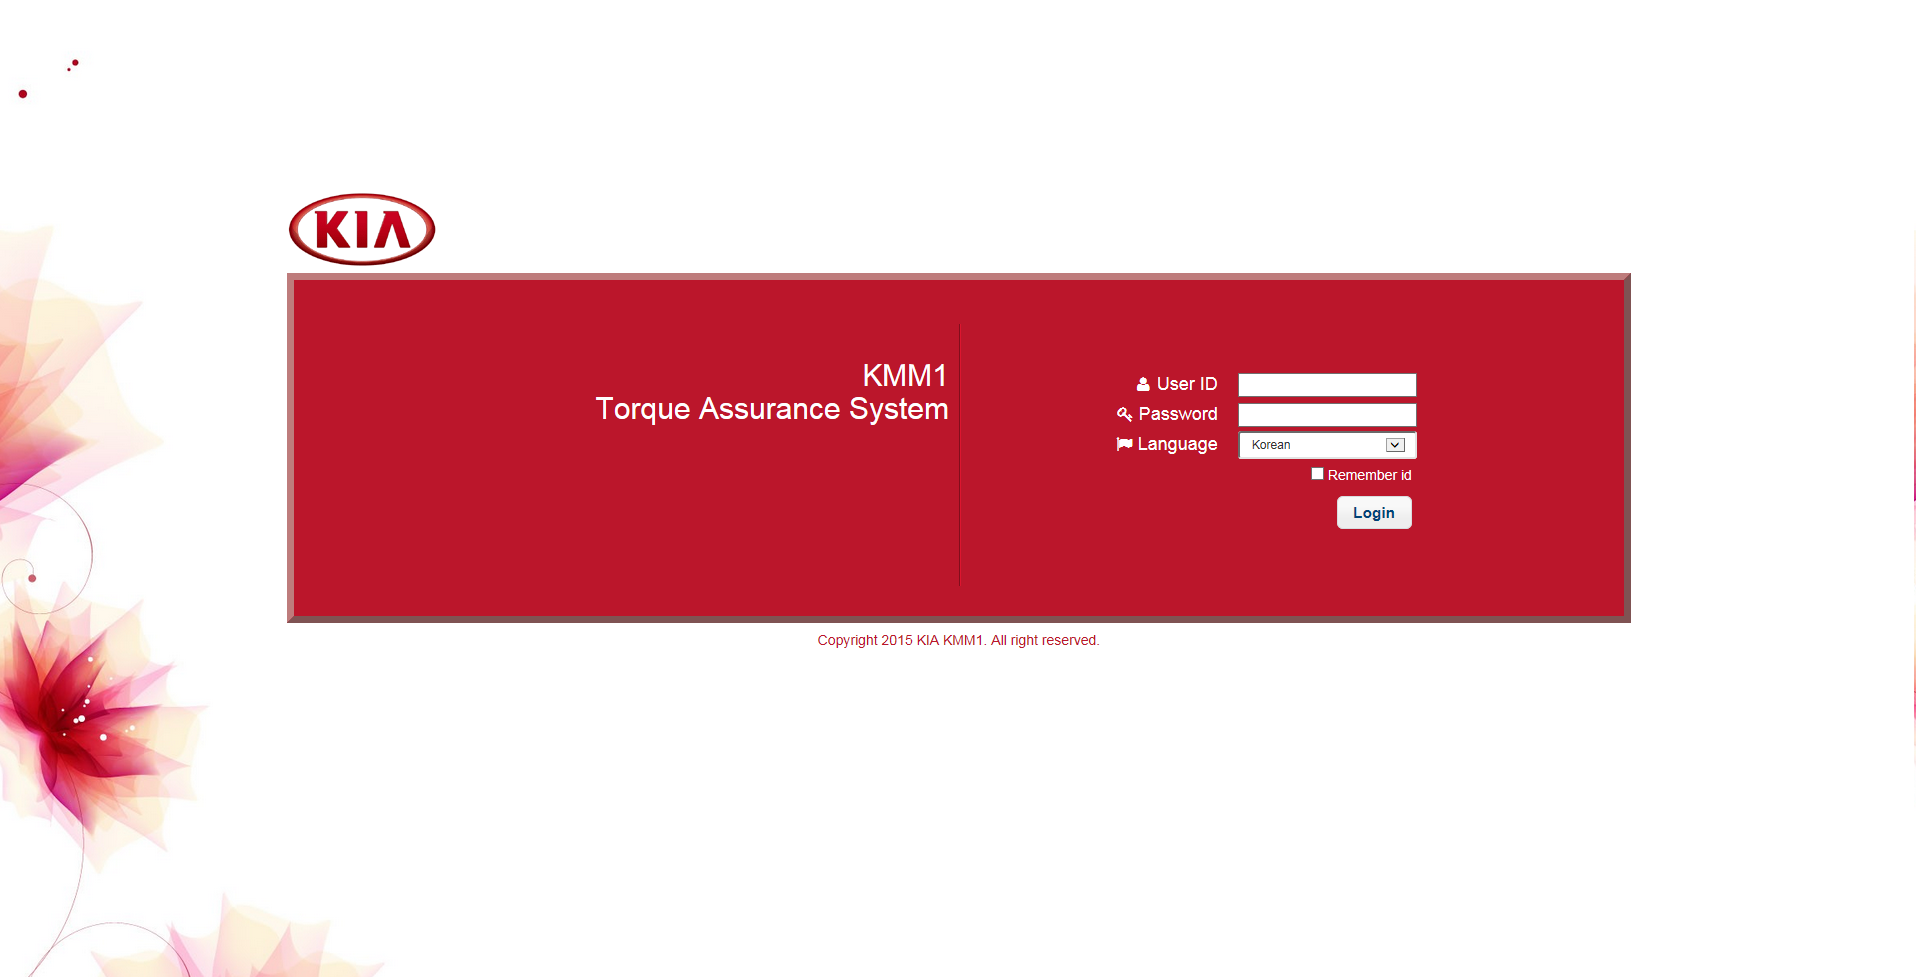 KIA
KMM1
Torque Assurance System
User ID
Password
Language
Korean
Remember id
Login
Copyright 2015 KIA KMM1. All right reserved.